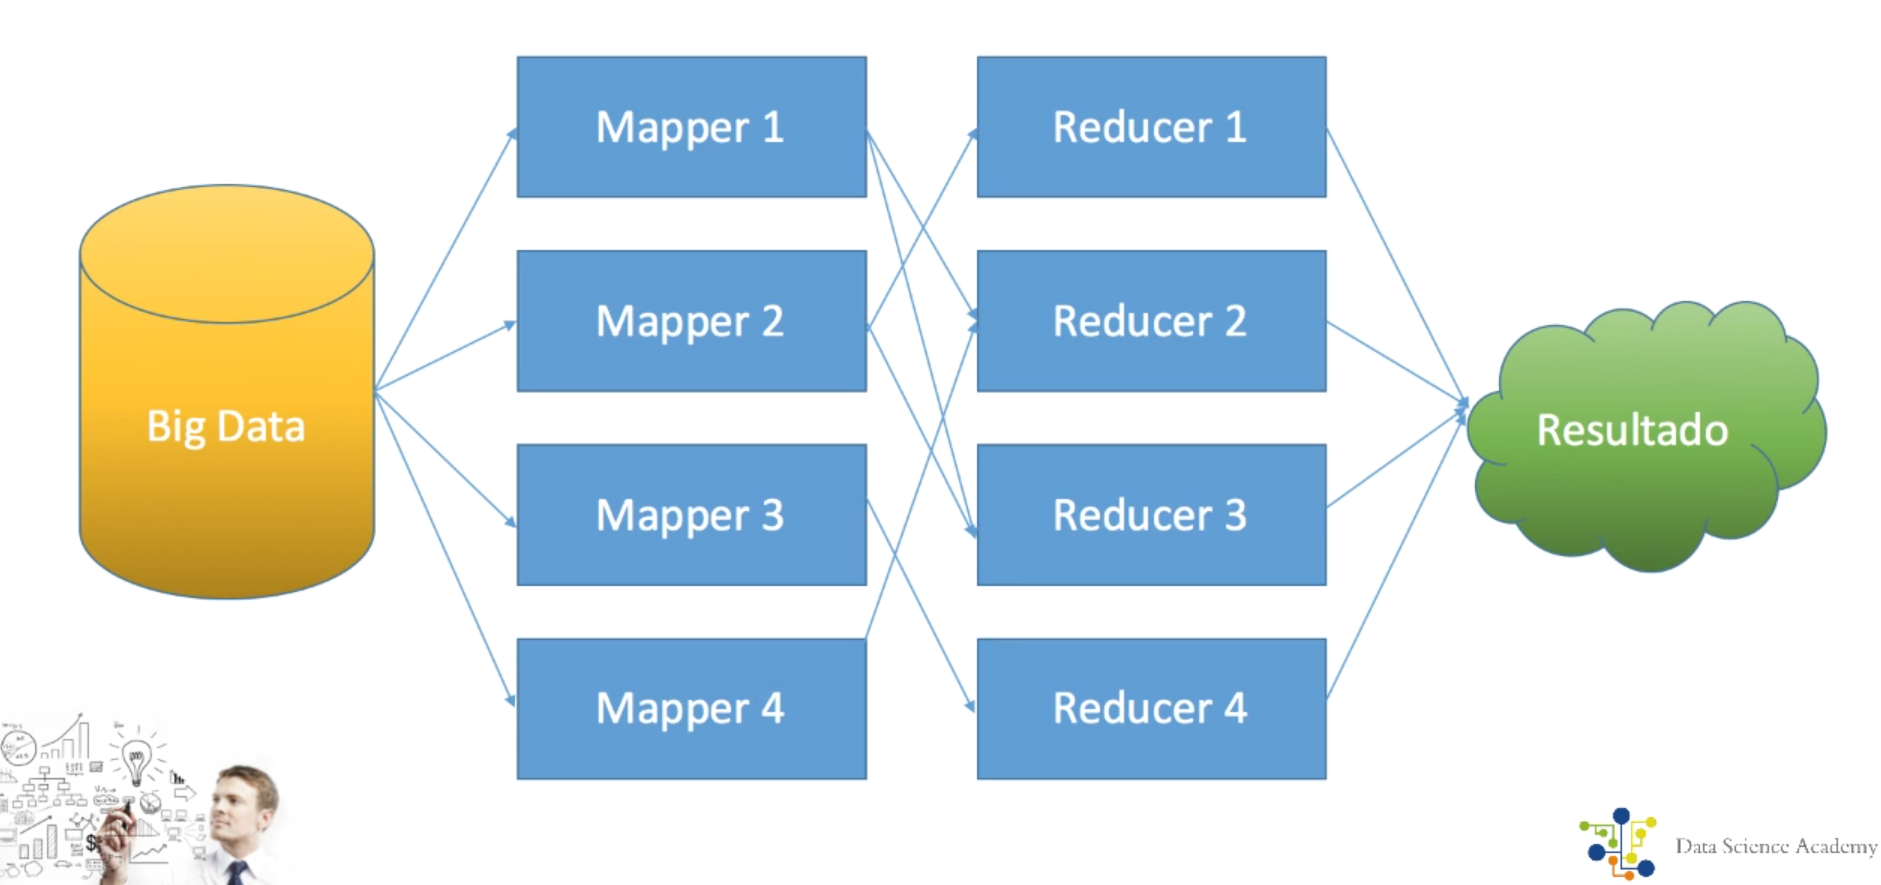 Big Data
Mapper 1
Mapper 2
Mapper 3
Mapper 4
Reducer 1
Reducer 2
Reducer 3
Reducer 4
Resultado
$
Data Science Academy